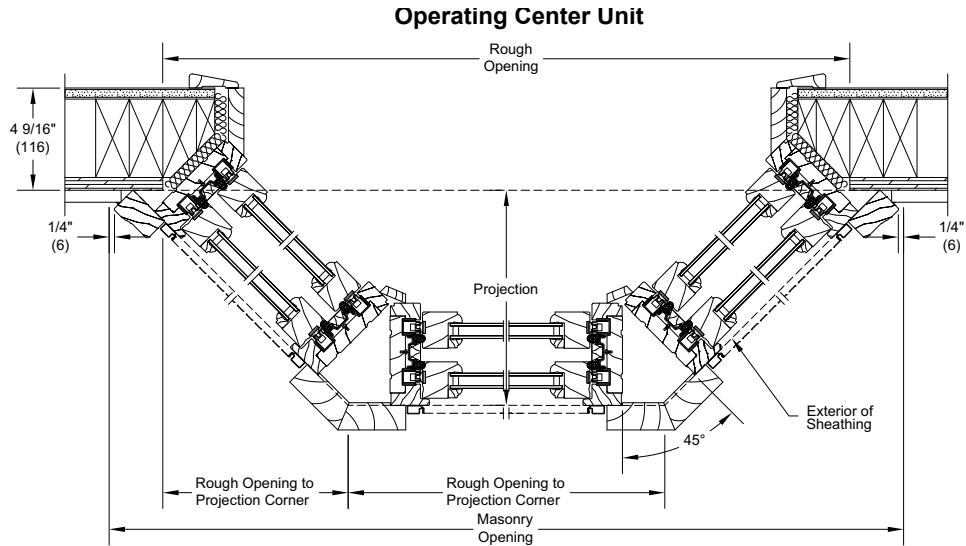 Operating Center Unit
Rough
Opening
4 9/16"
(116)
1/4"
(6)
1/4"
(6)
Projection
Exterior of
Sheathing
45°
Rough Opening to
Projection Corner
Rough Opening to
Projection Corner
Masonry
Opening